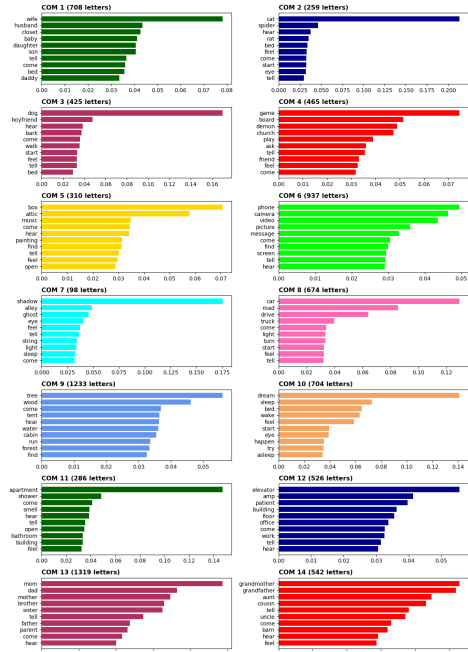 COM 1 (708 letters)
wife
husband
closet
baby
daughter
son
tell
come
bed
daddy
0.00 0.01 0.02 0.03 0.04 0.05 0.06 0.07 0.08
COM 2 (259 letters)
cat
spider
hear
rat
bed
feel
come
start
eye
live
0.000 0.025 0.050 0.075 0.100 0.125 0.150 0.175 0.200
COM 3 (425 letters)
dog
boyfriend
hear
bark
come
walk
start
feel
tell
bed
0.00 0.02 0.04 0.06 0.08 0.10 0.12 0.14 0.16
COM 4 (465 letters)
game
board
demon
church
play
ask
tell
friend
feel
come
0.00 0.01 0.02 0.03 0.04 0.05 0.06 0.07
COM 5 (310 letters)
box
attic
music
come
hear
painting
find
tell
feel
open
0.00 0.01 0.02 0.03 0.04 0.05 0.06 0.07
COM 6 (937 letters)
phone
camera
video
picture
message
come
find
screen
tell
hear
0.00 0.01 0.02 0.03 0.04 0.05
COM 7 (98 letters)
shadow
alley
ghost
eye
feel
tell
string
light
sleep
come
0.000 0.025 0.050 0.075 0.100 0.125 0.150 0.175
COM 8 (674 letters)
car
road
drive
truck
come
light
turn
start
feel
tell
0.00 0.02 0.04 0.06 0.08 0.10 0.12
COM 9 (1233 letters)
tree
wood
come
tent
hear
water
cabin
run
forest
find
0.00 0.01 0.02 0.03 0.04 0.05
COM 10 (704 letters)
dream
sleep
bed
wake
feel
start
eye
happen
try
asleep
0.00 0.02 0.04 0.06 0.08 0.10 0.12 0.14
COM 11 (286 letters)
apartment
shower
come
smell
hear
tell
open
bathroom
building
feel
0.00 0.02 0.04 0.06 0.08 0.10 0.12 0.14
COM 12 (526 letters)
elevator
amp
patient
building
floor
office
come
work
tell
hear
0.00 0.01 0.02 0.03 0.04 0.05
COM 13 (1319 letters)
mom
dad
mother
brother
sister
tell
father
parent
come
hear
COM 14 (542 letters)
grandmother
grandfather
aunt
cousin
tell
uncle
come
barn
hear
feel